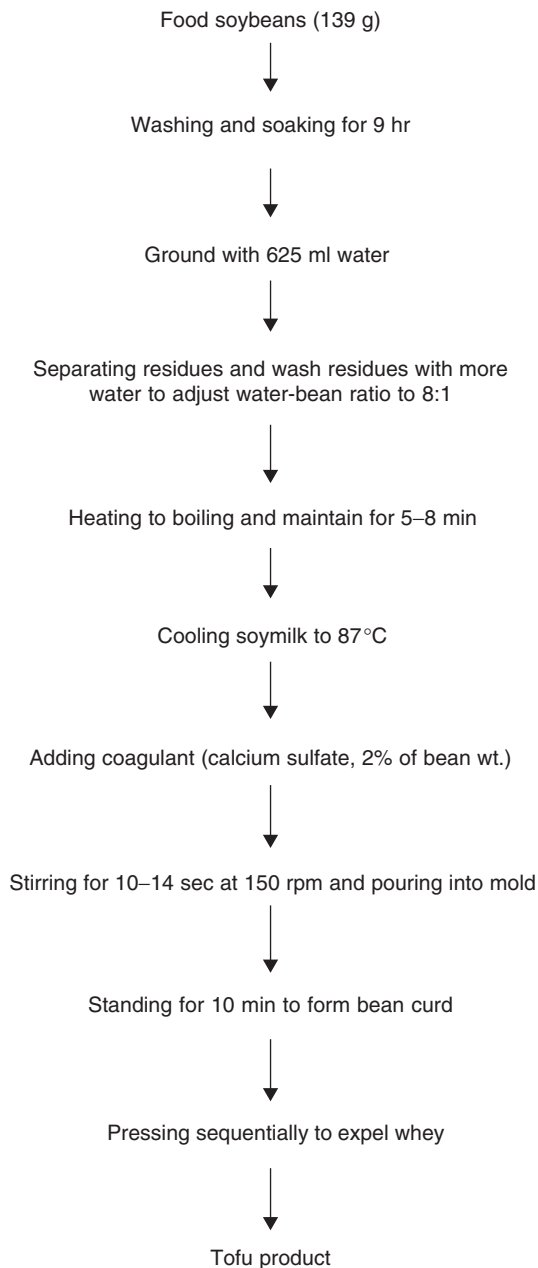 Food soybeans (139 g)
Washing and soaking for 9 hr
Ground with 625 ml water
Separating residues and wash residues with more
water to adjust water-bean ratio to 8:1
Heating to boiling and maintain for 5–8 min
Cooling soymilk to 87°C
Adding coagulant (calcium sulfate, 2% of bean wt.)
Stirring for 10–14 sec at 150 rpm and pouring into mold
Standing for 10 min to form bean curd
Pressing sequentially to expel whey
Tofu product